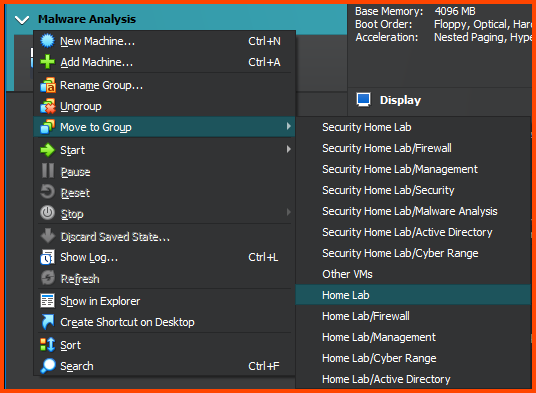 Malware Analysis
New Machine... Ctrl+N
Add Machine... Ctrl+A
Rename Group...
Ungroup
Move to Group
Start
Pause
Reset
Stop
Discard Saved State...
Show Log... Ctrl+L
Refresh
Show in Explorer
Create Shortcut on Desktop
Sort
Search Ctrl+F
Base Memory: 4096 MB
Boot Order: Floppy, Optical, Hard
Acceleration: Nested Paging, Hype
Display
Security Home Lab
Security Home Lab/Firewall
Security Home Lab/Management
Security Home Lab/Security
Security Home Lab/Malware Analysis
Security Home Lab/Active Directory
Security Home Lab/Cyber Range
Other VMs
Home Lab
Home Lab/Firewall
Home Lab/Management
Home Lab/Cyber Range
Home Lab/Active Directory